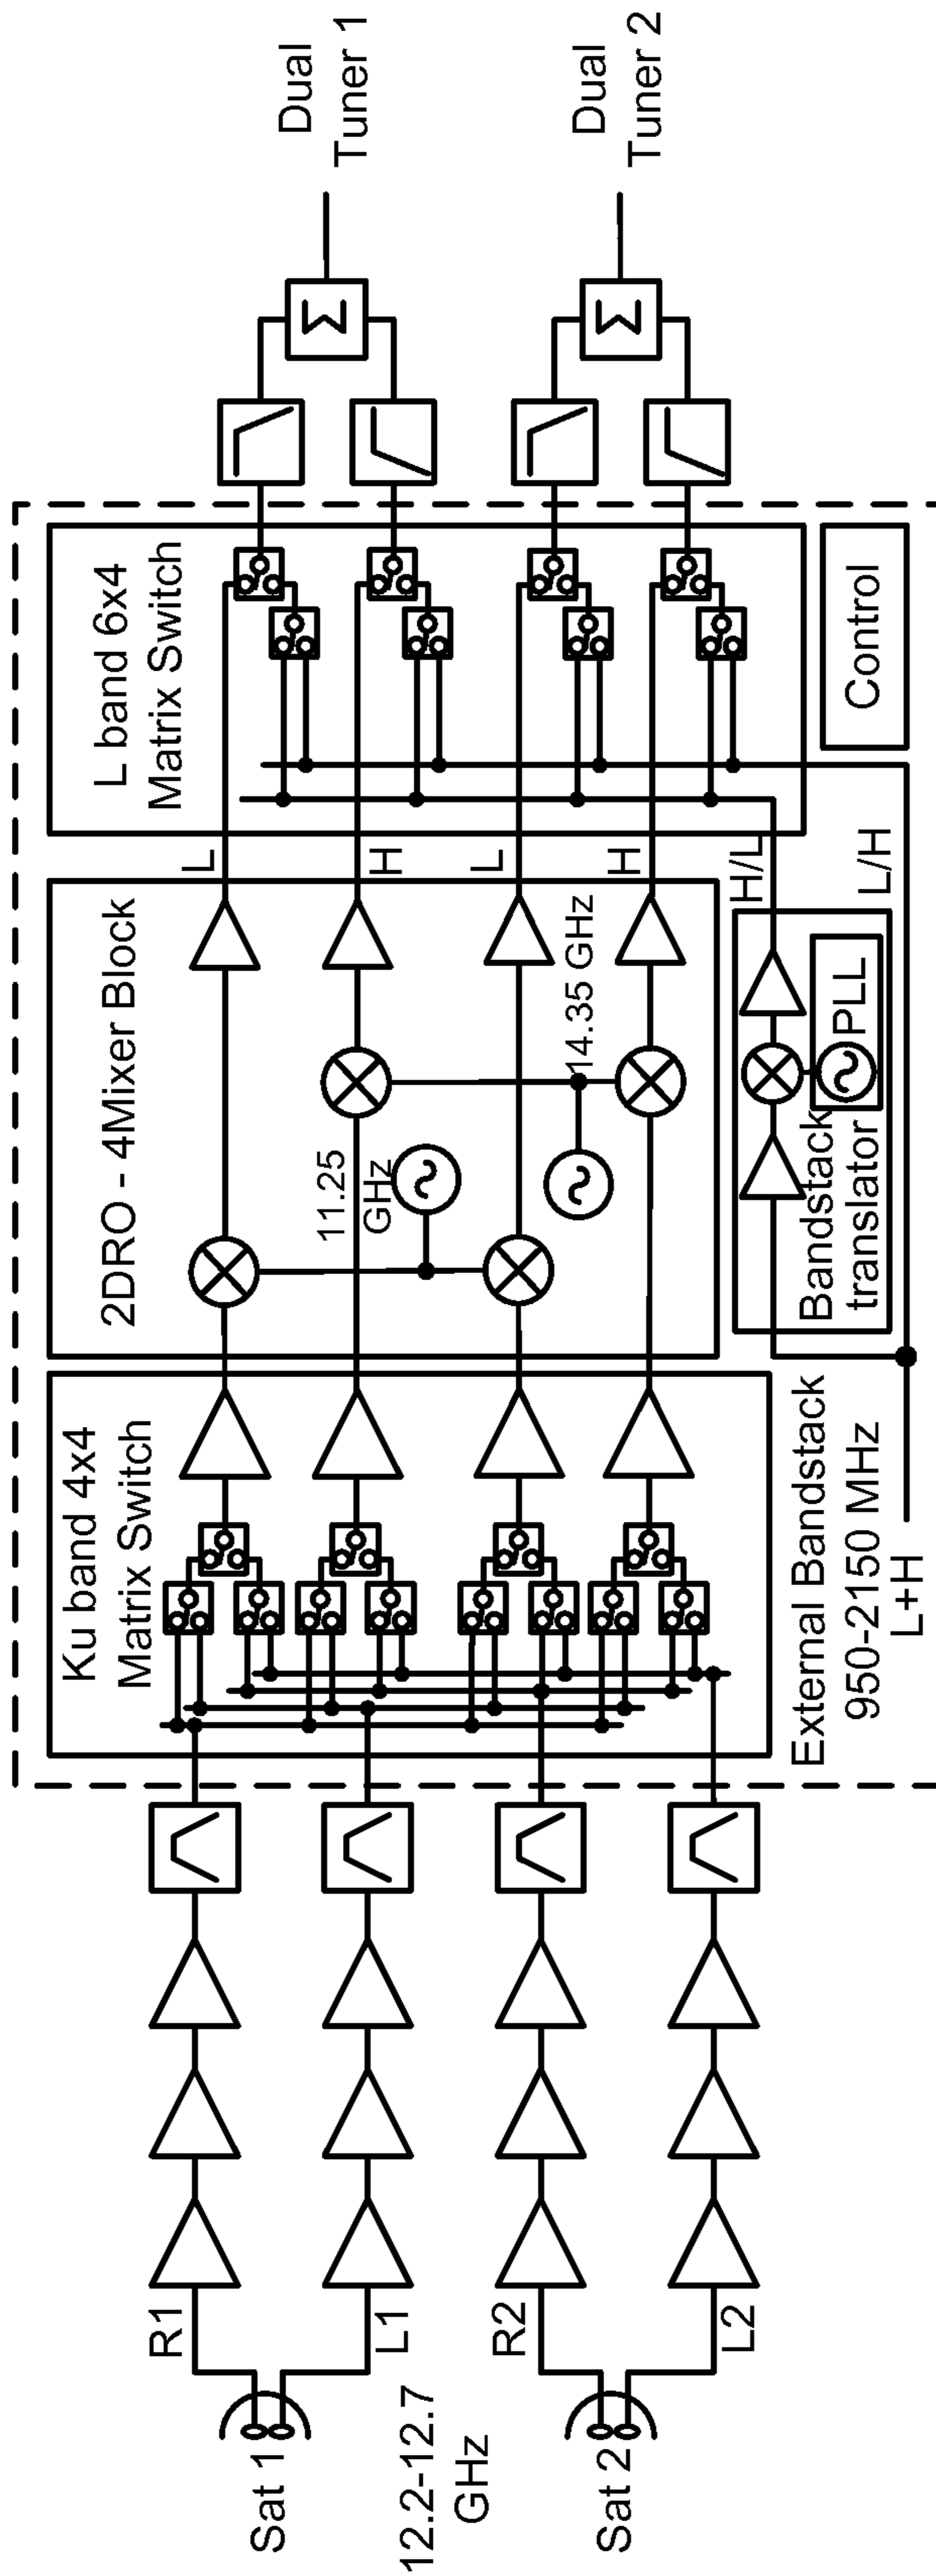 Sat 1
R1
L1
12.2-12.7
GHz
Sat 2
R2
L2
Ku band 4x4
Matrix Switch
External Bandstack
950-2150 MHz
L+H
2DRO - 4Mixer Block
11.25
GHz
14.35 GHz
Bandstack
translator
PLL
L
H
L
H
H/L
L/H
L band 6x4
Matrix Switch
Control
Σ
Dual
Tuner 1
Σ
Dual
Tuner 2